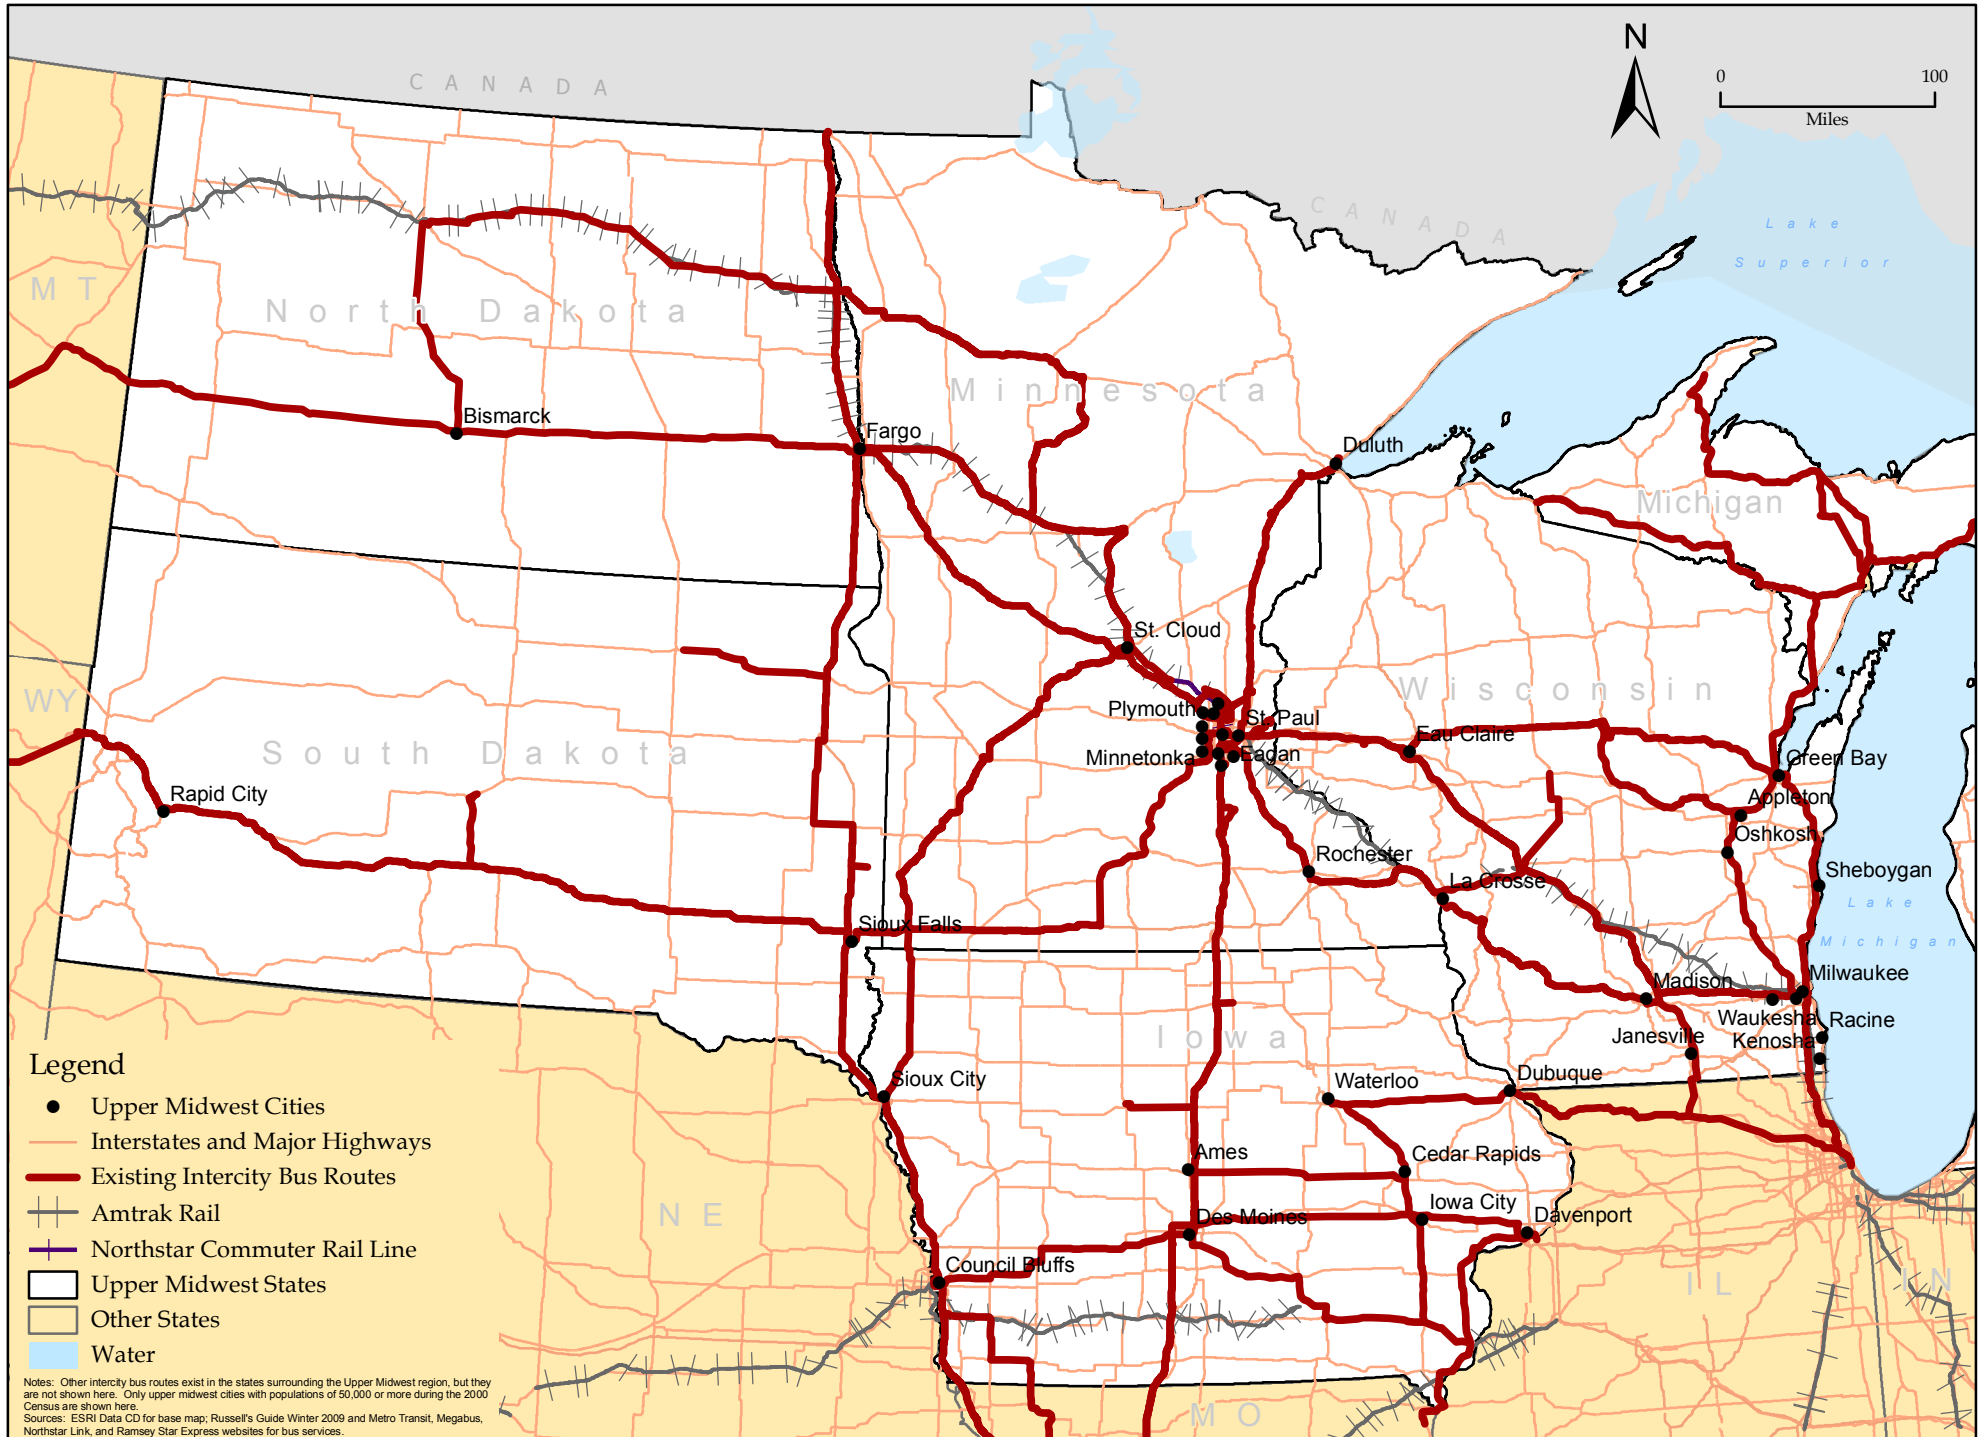 N
0 100
Miles
CANADA
CANADA
Lake
Superior
MT
North Dakota
Minnesota
Bismarck
Fargo
Duluth
Michigan
St. Cloud
WY
Wisconsin
Plymouth
St. Paul
Eau Claire
South Dakota
Minnetonka
Eagan
Green Bay
Rapid City
Appleton
Oshkosh
Rochester
Sheboygan
La Crosse
Lake
Sioux Falls
Michigan
Madison
Milwaukee
Waukesha
Racine
Iowa
Janesville
Kenosha
Sioux City
Waterloo
Dubuque
Ames
Cedar Rapids
NE
Iowa City
Des Moines
Davenport
Council Bluffs
IL
IN
MO
Legend
Upper Midwest Cities
Interstates and Major Highways
Existing Intercity Bus Routes
Amtrak Rail
Northstar Commuter Rail Line
Upper Midwest States
Other States
Water
Notes: Other intercity bus routes exist in the states surrounding the Upper Midwest region, but they
are not shown here. Only upper midwest cities with populations of 50,000 or more during the 2000
Census are shown here.
Sources: ESRI Data CD for base map; Russell's Guide Winter 2009 and Metro Transit, Megabus,
Northstar Link, and Ramsey Star Express websites for bus services.